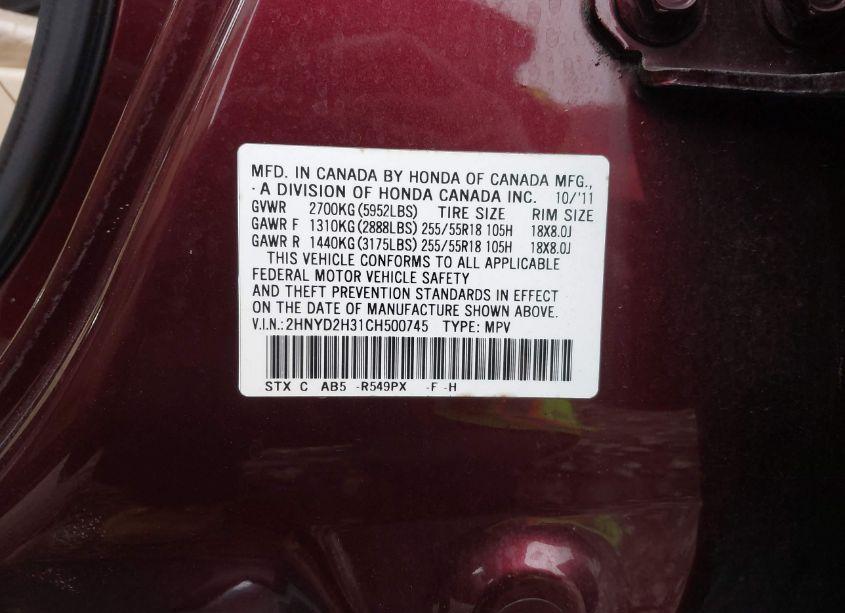 MFD. IN CANADA BY HONDA OF CANADA MFG.,
A DIVISION OF HONDA CANADA INC. 10/'11
GVWR 2700KG(5952LBS) TIRE SIZE RIM SIZE
GAWR F 1310KG(2888LBS) 255/55R18 105H 18X8.0J
GAWR R 1440KG(3175LBS) 255/55R18 105H 18X8.0J
THIS VEHICLE CONFORMS TO ALL APPLICABLE
FEDERAL MOTOR VEHICLE SAFETY
AND THEFT PREVENTION STANDARDS IN EFFECT
ON THE DATE OF MANUFACTURE SHOWN ABOVE.
V.I.N.:2HNYD2H31CH500745 TYPE: MPV
STX C AB5 -R549PX -F -H